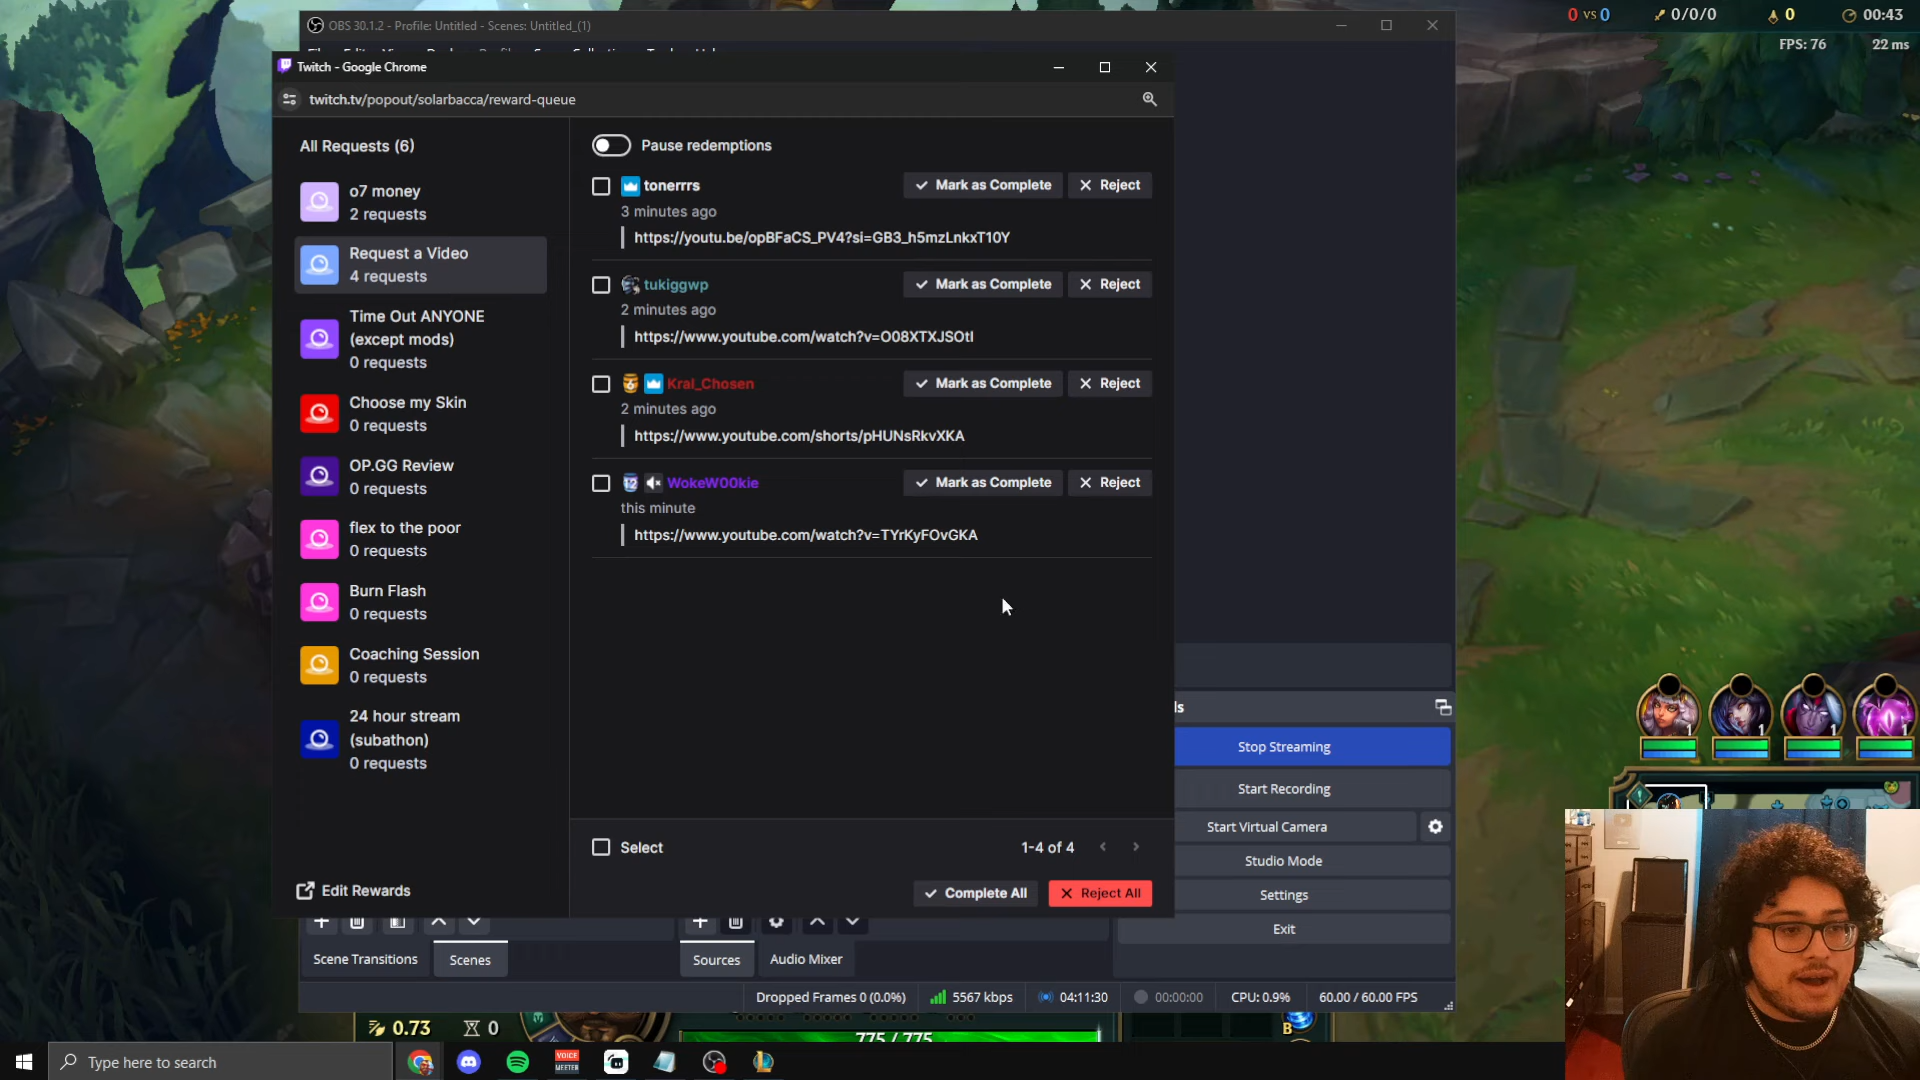 OBS 30.1.2 - Profile: Untitled - Scenes: Untitled_(1)
0 vs 0
0/0/0
0
00:43
FPS: 76
22 ms
Twitch - Google Chrome
twitch.tv/popout/solarbacca/reward-queue
All Requests (6)
o7 money
2 requests
Request a Video
4 requests
Time Out ANYONE
(except mods)
0 requests
Choose my Skin
0 requests
OP.GG Review
0 requests
flex to the poor
0 requests
Burn Flash
0 requests
Coaching Session
0 requests
24 hour stream
(subathon)
0 requests
Edit Rewards
Pause redemptions
tonerrrs
Mark as Complete
Reject
3 minutes ago
https://youtu.be/opBFaCS_PV4?si=GB3_h5mzLnkxT10Y
tukiggwp
Mark as Complete
Reject
2 minutes ago
https://www.youtube.com/watch?v=O08XTXJSOtI
6
Kral_Chosen
Mark as Complete
Reject
2 minutes ago
https://www.youtube.com/shorts/pHUNsRkvXKA
12
WokeW00kie
Mark as Complete
Reject
this minute
https://www.youtube.com/watch?v=TYrKyFOvGKA
Select
1-4 of 4
Complete All
Reject All
ls
Stop Streaming
Start Recording
Start Virtual Camera
Studio Mode
Settings
Exit
Scene Transitions
Scenes
Sources
Audio Mixer
Dropped Frames 0 (0.0%)
5567 kbps
04:11:30
00:00:00
CPU: 0.9%
60.00 / 60.00 FPS
1
1
1
1
0.73
0
775 / 775
B
Type here to search
VOICE
MEETER